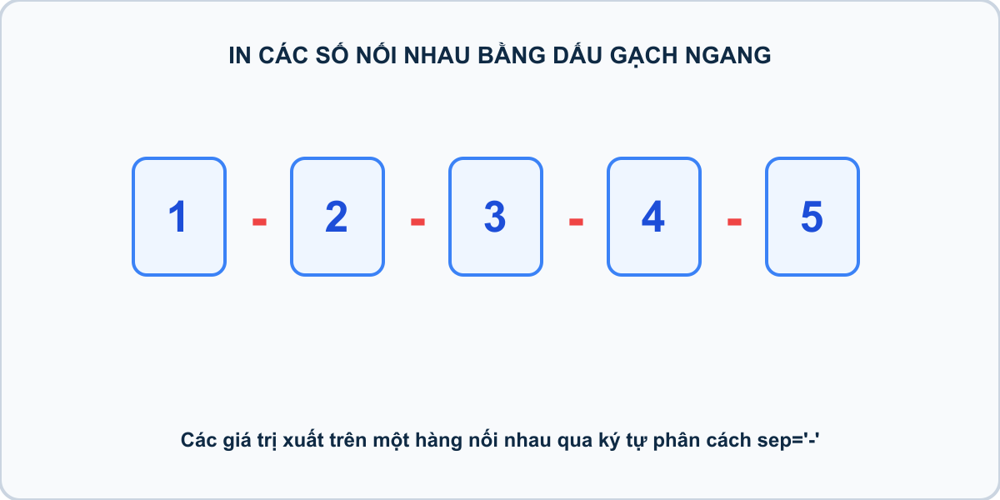 IN CÁC SỐ NỐI NHAU BẰNG DẤU GẠCH NGANG
1 - 2 - 3 - 4 - 5
Các giá trị xuất trên một hàng nối nhau qua ký tự phân cách sep='-'